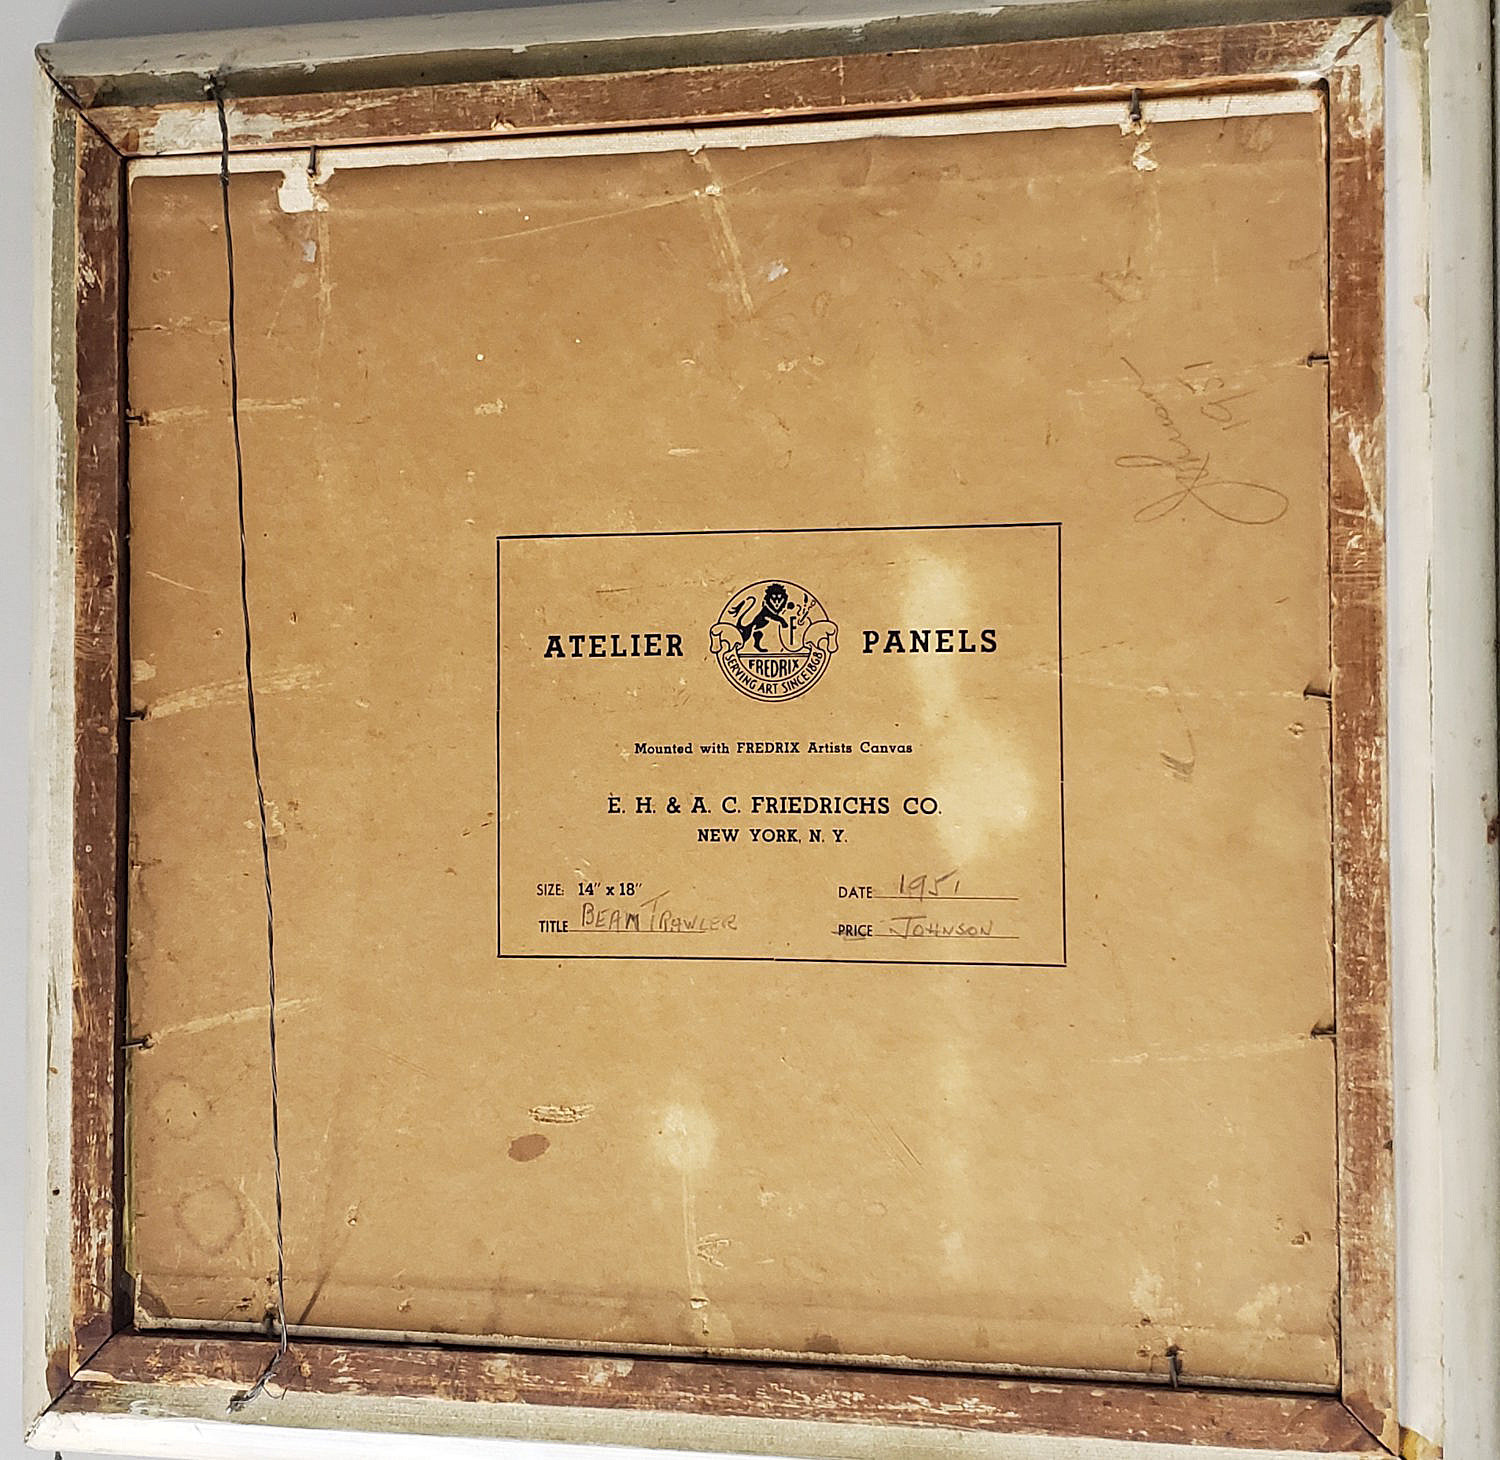 Johnson
1951
ATELIER PANELS
FREDRIX
SERVING ART SINCE 1868
Mounted with FREDRIX Artists Canvas
E. H. & A. C. FRIEDRICHS CO.
NEW YORK, N. Y.
SIZE: 14" x 18" DATE 1951
TITLE BEAM TRAWLER PRICE JOHNSON